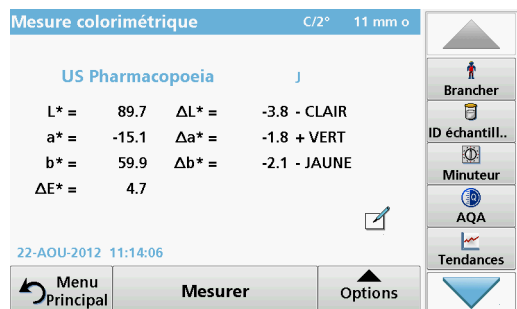 Mesure colorimétrique C/2° 11 mm o
US Pharmacopoeia J
L* = 89.7 ΔL* = -3.8 - CLAIR
a* = -15.1 Δa* = -1.8 + VERT
b* = 59.9 Δb* = -2.1 - JAUNE
ΔE* = 4.7
22-AOU-2012 11:14:06
Menu Principal
Mesurer
Options
Brancher
ID échantill..
Minuteur
AQA
Tendances